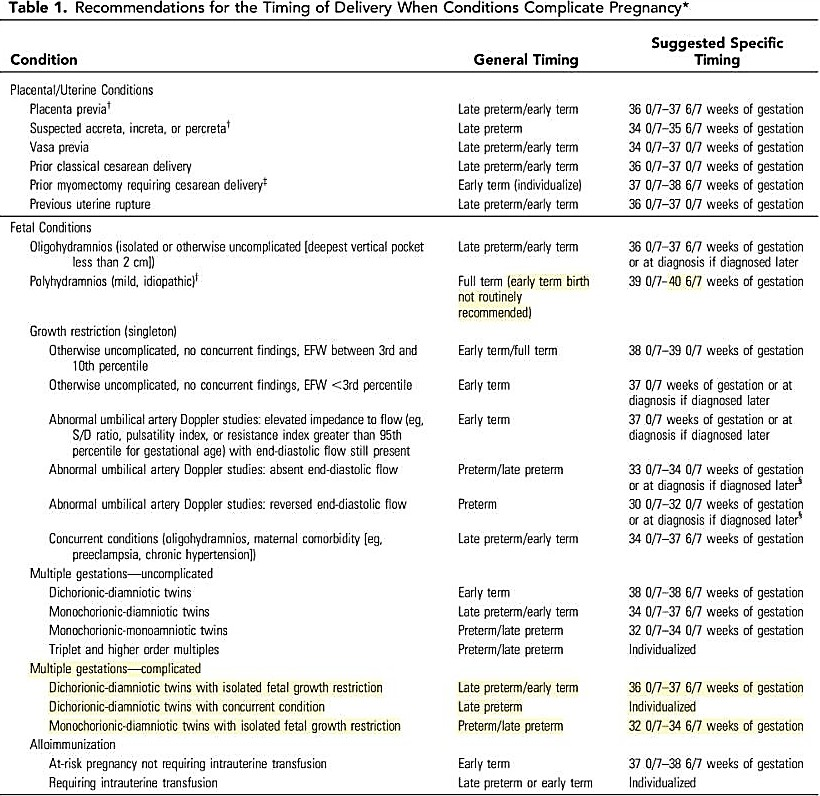 Table 1. Recommendations for the Timing of Delivery When Conditions Complicate Pregnancy*
Condition General Timing Suggested Specific Timing
Placental/Uterine Conditions
Placenta previa† Late preterm/early term 36 0/7–37 6/7 weeks of gestation
Suspected accreta, increta, or percreta† Late preterm 34 0/7–35 6/7 weeks of gestation
Vasa previa Late preterm/early term 34 0/7–37 0/7 weeks of gestation
Prior classical cesarean delivery Late preterm/early term 36 0/7–37 0/7 weeks of gestation
Prior myomectomy requiring cesarean delivery‡ Early term (individualize) 37 0/7–38 6/7 weeks of gestation
Previous uterine rupture Late preterm/early term 36 0/7–37 0/7 weeks of gestation
Fetal Conditions
Oligohydramnios (isolated or otherwise uncomplicated [deepest vertical pocket Late preterm/early term 36 0/7–37 6/7 weeks of gestation
less than 2 cm]) or at diagnosis if diagnosed later
Polyhydramnios (mild, idiopathic)† Full term (early term birth 39 0/7–40 6/7 weeks of gestation
not routinely
recommended)
Growth restriction (singleton)
Otherwise uncomplicated, no concurrent findings, EFW between 3rd and Early term/full term 38 0/7–39 0/7 weeks of gestation
10th percentile
Otherwise uncomplicated, no concurrent findings, EFW <3rd percentile Early term 37 0/7 weeks of gestation or at
diagnosis if diagnosed later
Abnormal umbilical artery Doppler studies: elevated impedance to flow (eg, Early term 37 0/7 weeks of gestation or at
S/D ratio, pulsatility index, or resistance index greater than 95th diagnosis if diagnosed later
percentile for gestational age) with end-diastolic flow still present
Abnormal umbilical artery Doppler studies: absent end-diastolic flow Preterm/late preterm 33 0/7–34 0/7 weeks of gestation
or at diagnosis if diagnosed later§
Abnormal umbilical artery Doppler studies: reversed end-diastolic flow Preterm 30 0/7–32 0/7 weeks of gestation
or at diagnosis if diagnosed later§
Concurrent conditions (oligohydramnios, maternal comorbidity [eg, Late preterm/early term 34 0/7–37 6/7 weeks of gestation
preeclampsia, chronic hypertension])
Multiple gestations—uncomplicated
Dichorionic-diamniotic twins Early term 38 0/7–38 6/7 weeks of gestation
Monochorionic-diamniotic twins Late preterm/early term 34 0/7–37 6/7 weeks of gestation
Monochorionic-monoamniotic twins Preterm/late preterm 32 0/7–34 0/7 weeks of gestation
Triplet and higher order multiples Preterm/late preterm Individualized
Multiple gestations—complicated
Dichorionic-diamniotic twins with isolated fetal growth restriction Late preterm/early term 36 0/7–37 6/7 weeks of gestation
Dichorionic-diamniotic twins with concurrent condition Late preterm Individualized
Monochorionic-diamniotic twins with isolated fetal growth restriction Preterm/late preterm 32 0/7–34 6/7 weeks of gestation
Alloimmunization
At-risk pregnancy not requiring intrauterine transfusion Early term 37 0/7–38 6/7 weeks of gestation
Requiring intrauterine transfusion Late preterm or early term Individualized